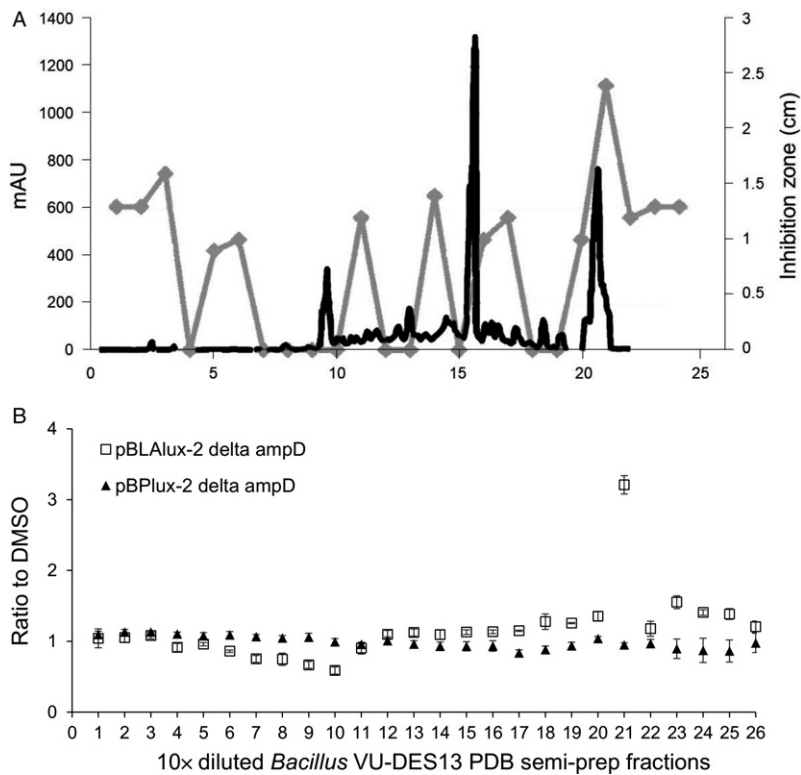 A
1400
1200
1000
800
600
400
200
0
mAU
3
2.5
2
1.5
1
0.5
0
Inhibition zone (cm)
0 5 10 15 20 25
B
4
3
2
1
0
Ratio to DMSO
pBLAlux-2 delta ampD
pBPlux-2 delta ampD
0 1 2 3 4 5 6 7 8 9 10 11 12 13 14 15 16 17 18 19 20 21 22 23 24 25 26
10× diluted Bacillus VU-DES13 PDB semi-prep fractions